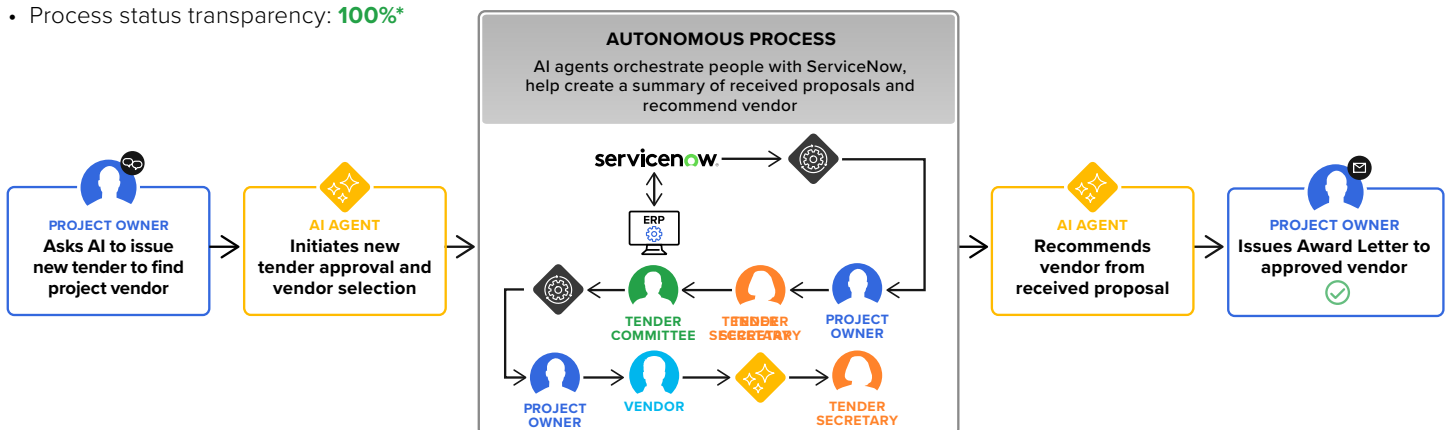 • Process status transparency: 100%*
AUTONOMOUS PROCESS
AI agents orchestrate people with ServiceNow,
help create a summary of received proposals and
recommend vendor
servicenow.
ERP
PROJECT OWNER
Asks AI to issue
new tender to find
project vendor
AI AGENT
Initiates new
tender approval and
vendor selection
TENDER
COMMITTEE
TENDER
SECRETARY
PROJECT
OWNER
PROJECT
OWNER
VENDOR
TENDER
SECRETARY
AI AGENT
Recommends
vendor from
received proposal
PROJECT OWNER
Issues Award Letter to
approved vendor